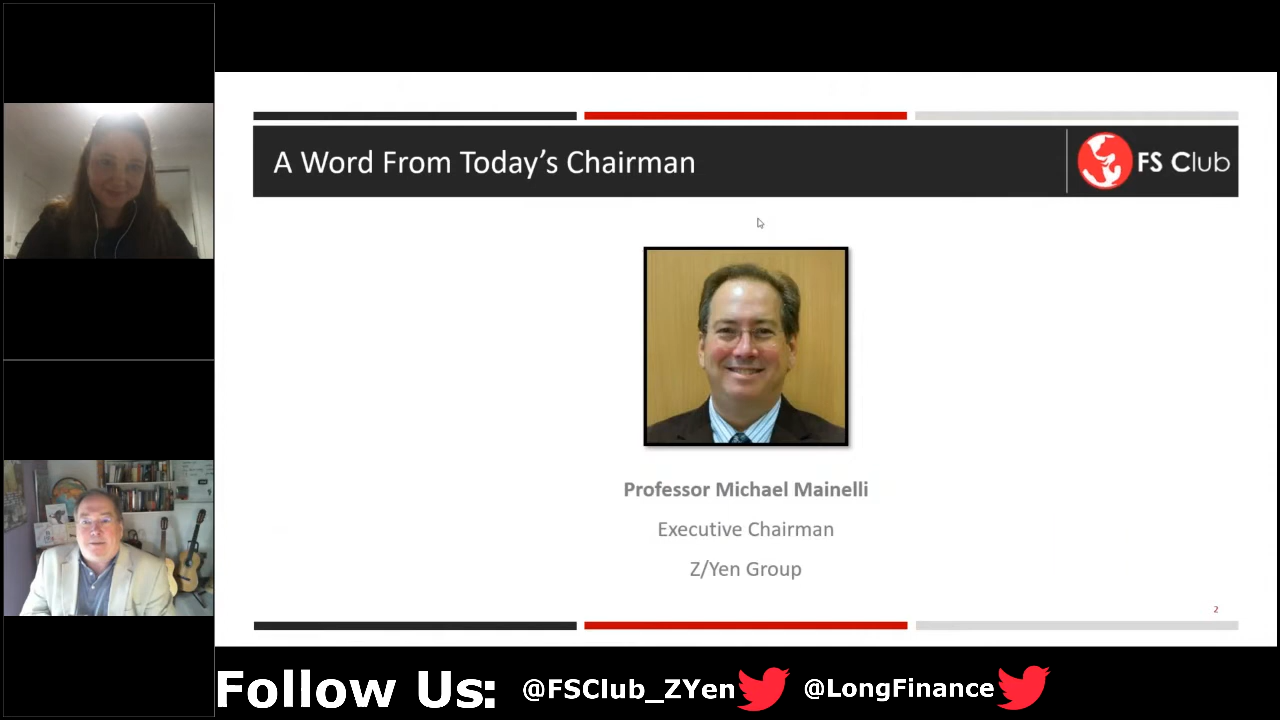 A Word From Today's Chairman
FS Club
Professor Michael Mainelli
Executive Chairman
Z/Yen Group
2
Follow Us: @FSClub_ZYen @LongFinance